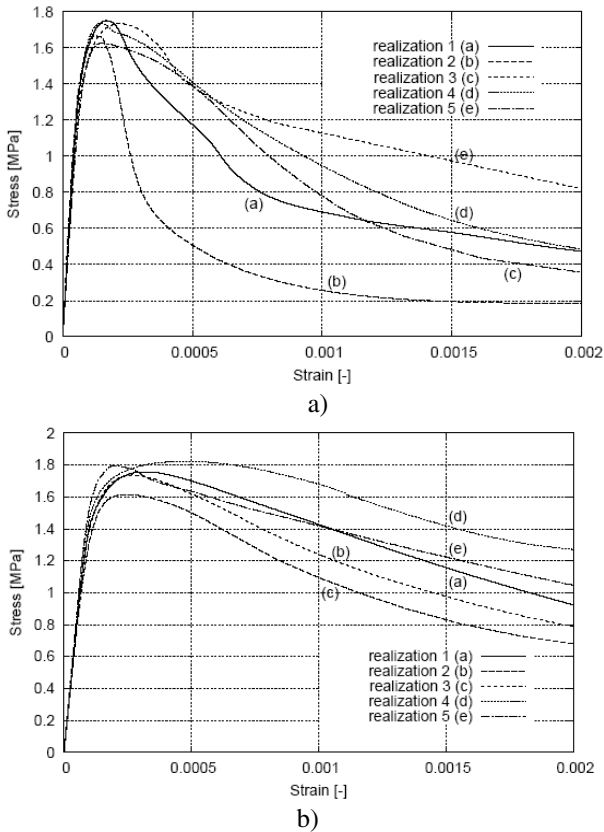 1.8
1.6
1.4
1.2
1
0.8
0.6
0.4
0.2
0
Stress [MPa]
realization 1 (a)
realization 2 (b)
realization 3 (c)
realization 4 (d)
realization 5 (e)
(a)
(b)
(c)
(d)
(e)
0 0.0005 0.001 0.0015 0.002
Strain [-]
a)
2
1.8
1.6
1.4
1.2
1
0.8
0.6
0.4
0.2
0
Stress [MPa]
(d)
(b)
(e)
(c)
(a)
realization 1 (a)
realization 2 (b)
realization 3 (c)
realization 4 (d)
realization 5 (e)
0 0.0005 0.001 0.0015 0.002
Strain [-]
b)